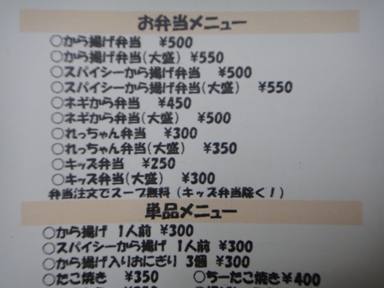 お弁当メニュー
○から揚げ弁当 ¥500
○から揚げ弁当(大盛) ¥550
○スパイシーから揚げ弁当 ¥500
○スパイシーから揚げ弁当(大盛) ¥550
○ネギから弁当 ¥450
○ネギから弁当(大盛) ¥500
○れっちゃん弁当 ¥300
○れっちゃん弁当(大盛) ¥350
○キッズ弁当 ¥250
○キッズ弁当(大盛) ¥300
弁当注文でスープ無料(キッズ弁当除く!)
単品メニュー
○から揚げ 1人前 ¥300
○スパイシーから揚げ 1人前 ¥300
○から揚げ入りおにぎり 3個 ¥300
○たこ焼き ¥350 ○ちーたこ焼き¥400